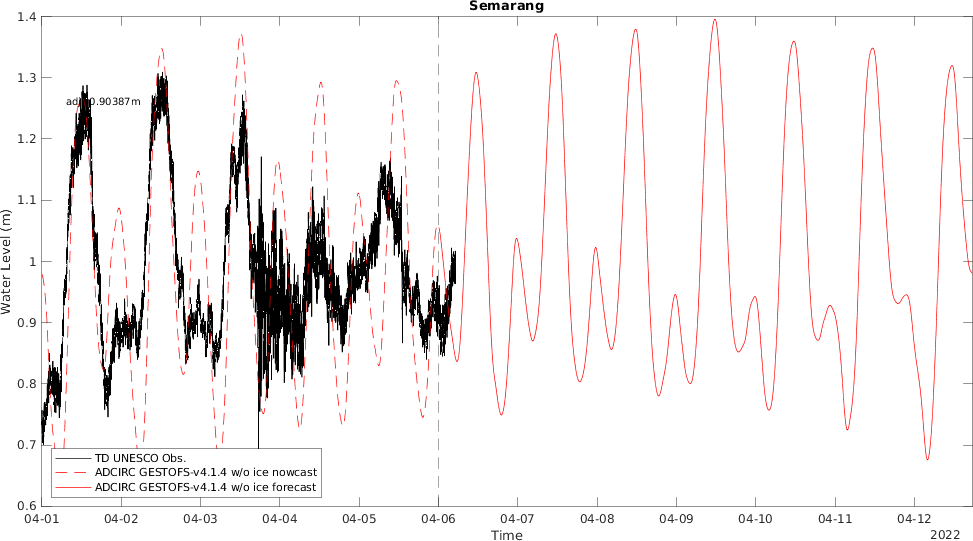 Semarang
1.4
1.3
1.2
1.1
1
0.9
0.8
0.7
0.6
Water Level (m)
0.90387m
TD UNESCO Obs.
ADCIRC GESTOFS-v4.1.4 w/o ice nowcast
ADCIRC GESTOFS-v4.1.4 w/o ice forecast
04-01 04-02 04-03 04-04 04-05 04-06 04-07 04-08 04-09 04-10 04-11 04-12
Time
2022